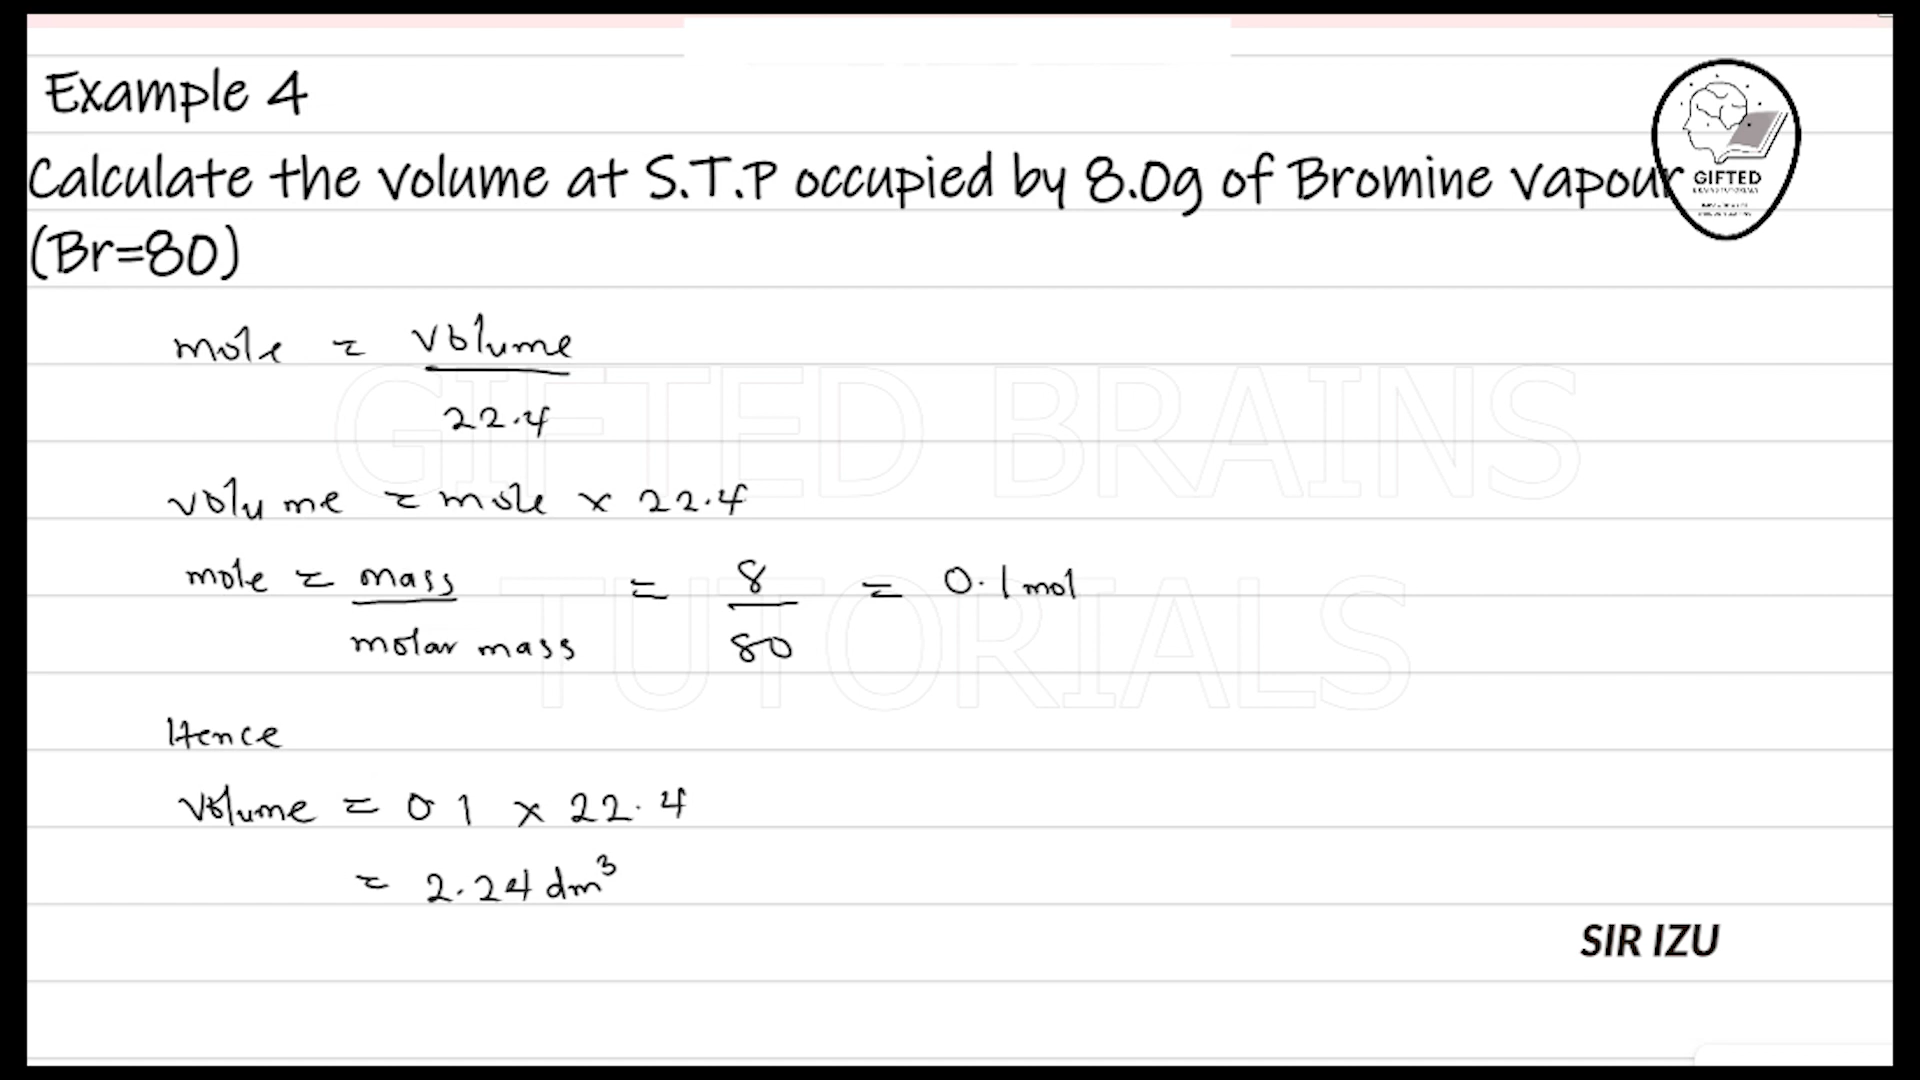 Example 4
Calculate the volume at S.T.P occupied by 8.0g of Bromine vapour
(Br=80)
GIFTED
mole = volume
22.4
GIFTED BRAINS
volume = mole x 22.4
mole = mass = 8 = 0.1 mol
molar mass 80
TUTORIALS
Hence
volume = 0 1 x 22.4
= 2.24 dm³
SIR IZU